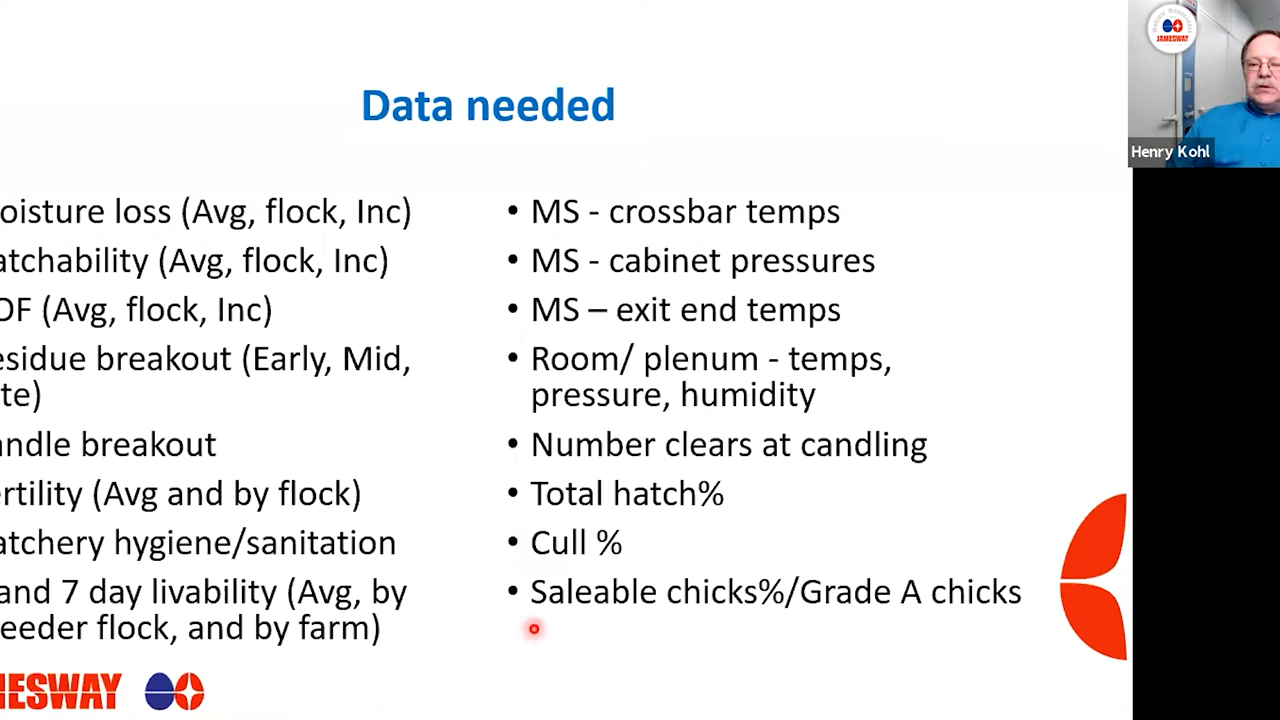 Data needed
oisture loss (Avg, flock, Inc)
atchability (Avg, flock, Inc)
OF (Avg, flock, Inc)
esidue breakout (Early, Mid,
te)
andle breakout
ertility (Avg and by flock)
atchery hygiene/sanitation
and 7 day livability (Avg, by
eeder flock, and by farm)
• MS - crossbar temps
• MS - cabinet pressures
• MS – exit end temps
• Room/ plenum - temps,
pressure, humidity
• Number clears at candling
• Total hatch%
• Cull %
• Saleable chicks%/Grade A chicks
MESWAY
JAMESWAY
Henry Kohl